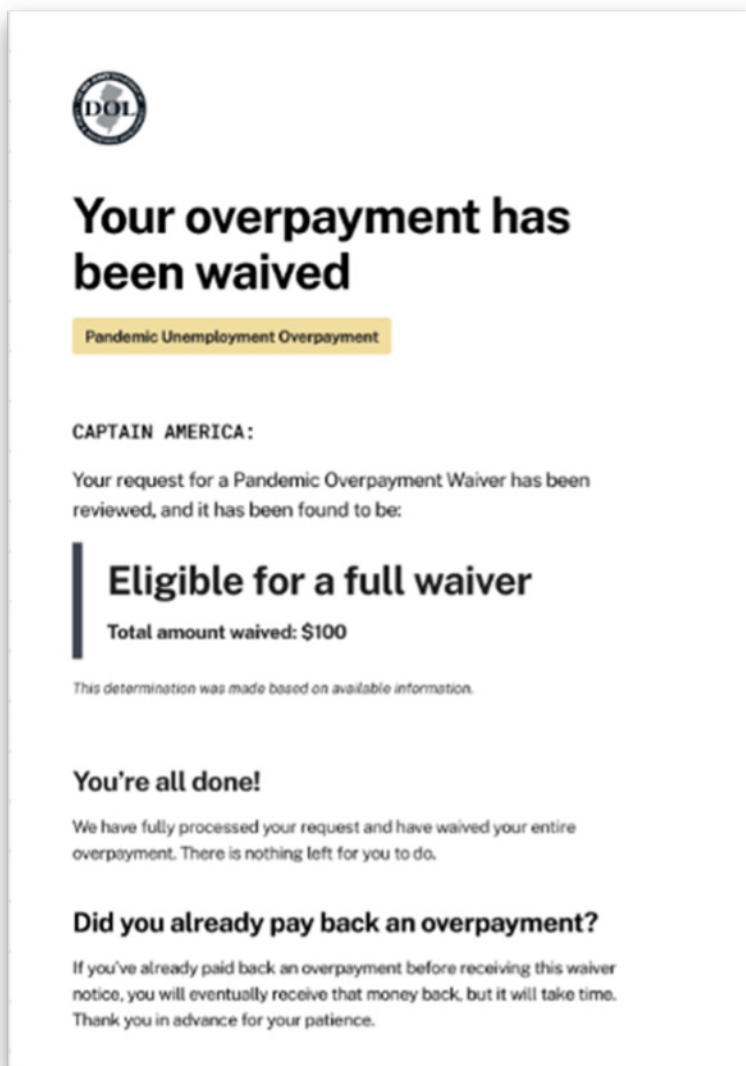 DOL
Your overpayment has
been waived
Pandemic Unemployment Overpayment
CAPTAIN AMERICA:
Your request for a Pandemic Overpayment Waiver has been
reviewed, and it has been found to be:
Eligible for a full waiver
Total amount waived: $100
This determination was made based on available information.
You're all done!
We have fully processed your request and have waived your entire
overpayment. There is nothing left for you to do.
Did you already pay back an overpayment?
If you've already paid back an overpayment before receiving this waiver
notice, you will eventually receive that money back, but it will take time.
Thank you in advance for your patience.